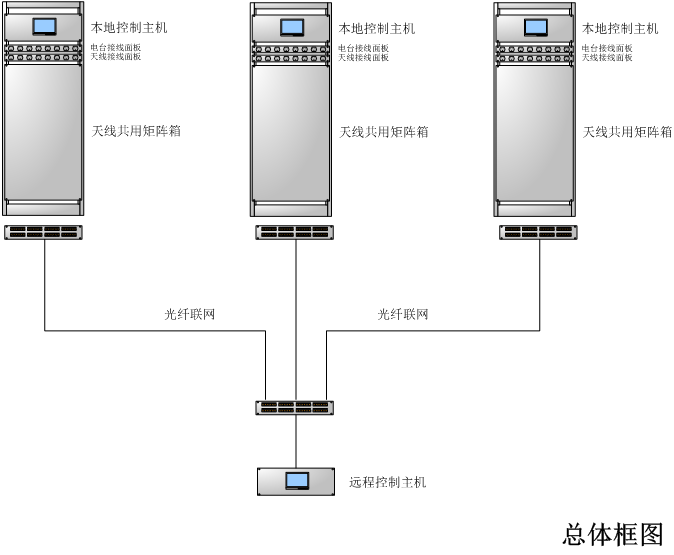 本地控制主机
本地控制主机
本地控制主机
电台接线面板
电台接线面板
电台接线面板
天线接线面板
天线接线面板
天线接线面板
天线共用矩阵箱
天线共用矩阵箱
天线共用矩阵箱
光纤联网
光纤联网
远程控制主机
总体框图